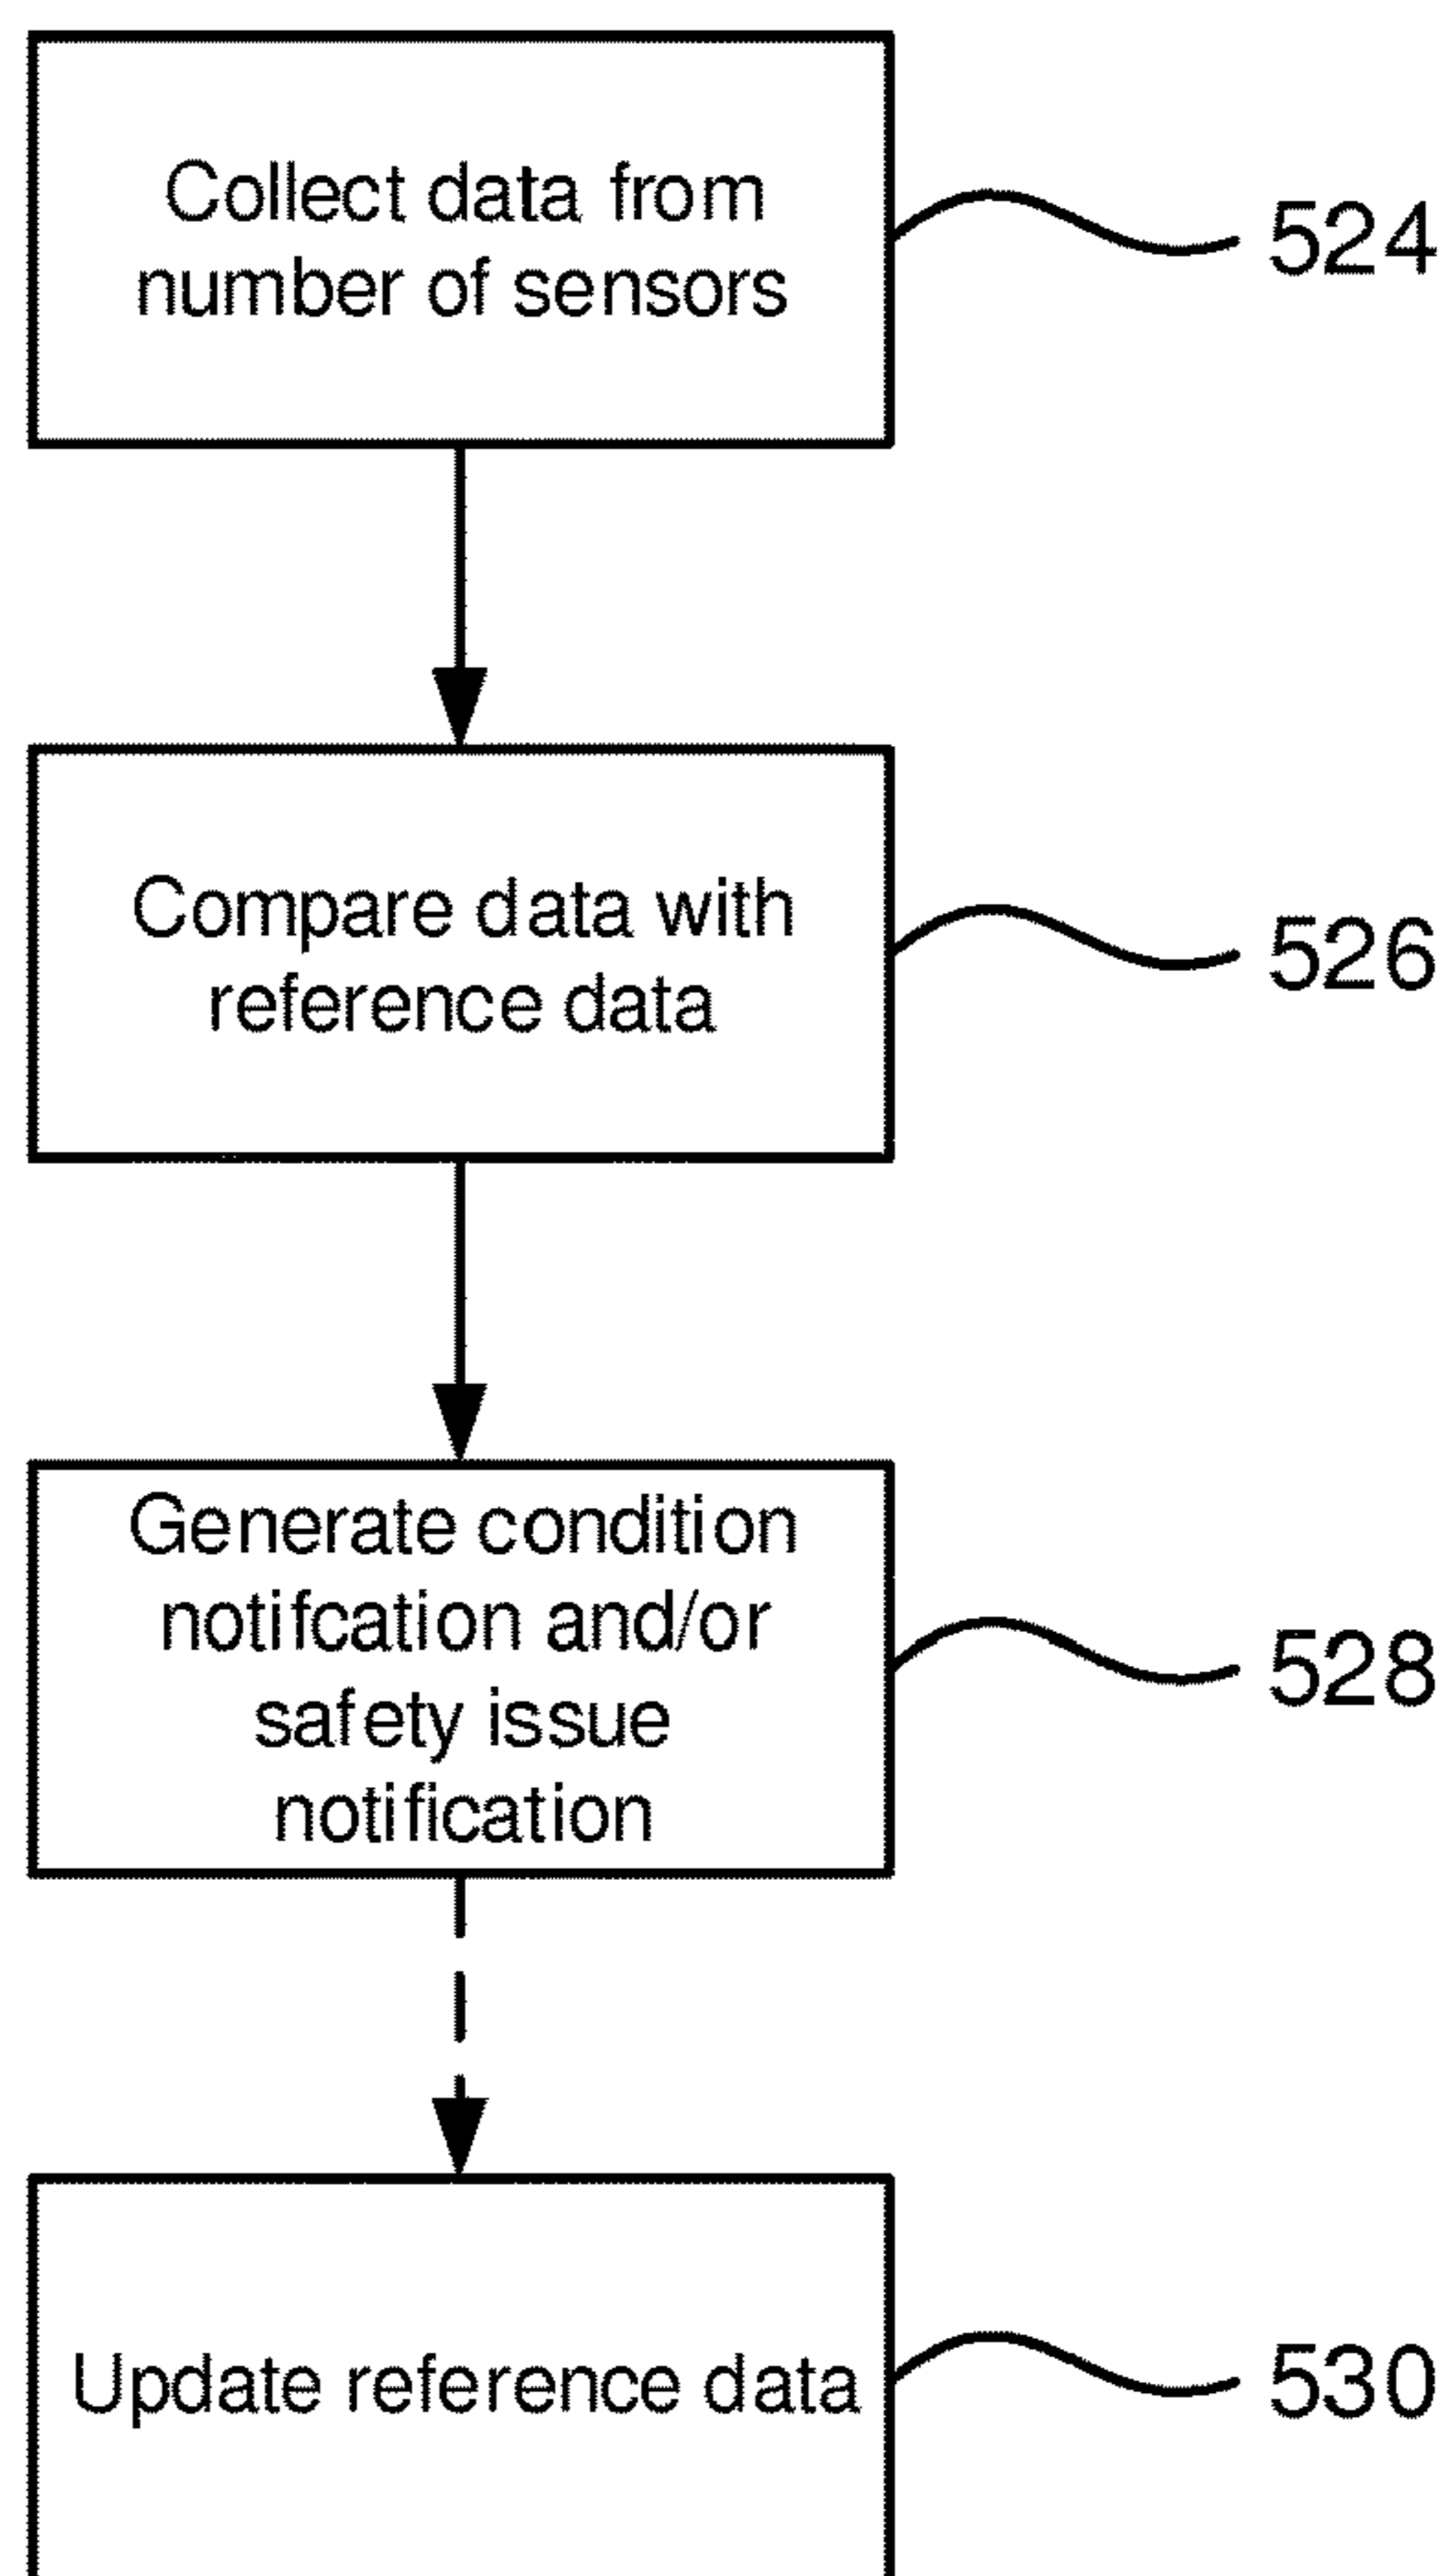 Collect data from
number of sensors
524
Compare data with
reference data
526
Generate condition
notifcation and/or
safety issue
notification
528
Update reference data
530